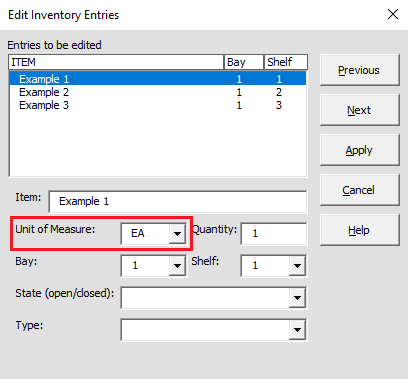 Edit Inventory Entries
Entries to be edited
ITEM Bay Shelf
Example 1 1 1
Example 2 1 2
Example 3 1 3
Previous
Next
Apply
Cancel
Help
Item: Example 1
Unit of Measure: EA Quantity: 1
Bay: 1 Shelf: 1
State (open/closed):
Type: